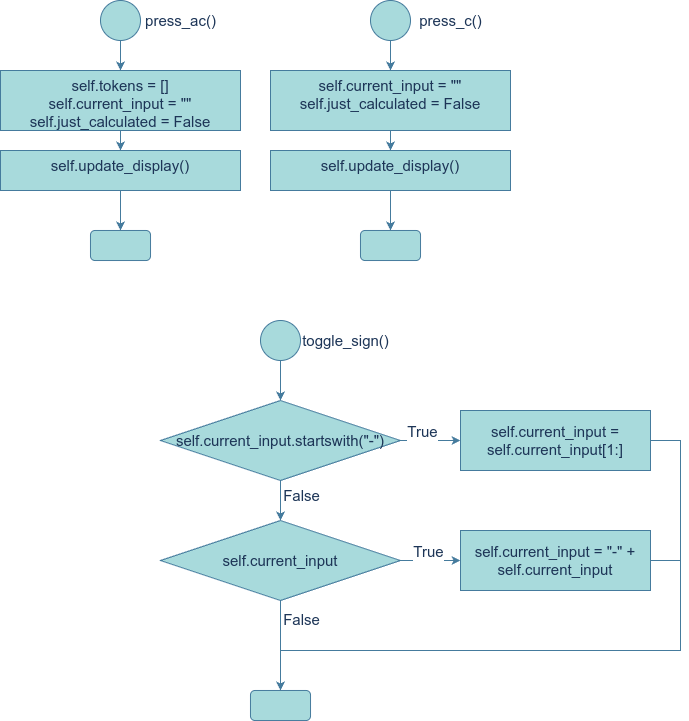 press_ac()
press_c()
self.tokens = []
self.current_input = ""
self.just_calculated = False
self.current_input = ""
self.just_calculated = False
self.update_display()
self.update_display()
toggle_sign()
self.current_input.startswith("-")
True
self.current_input =
self.current_input[1:]
False
self.current_input
True
self.current_input = "-" +
self.current_input
False